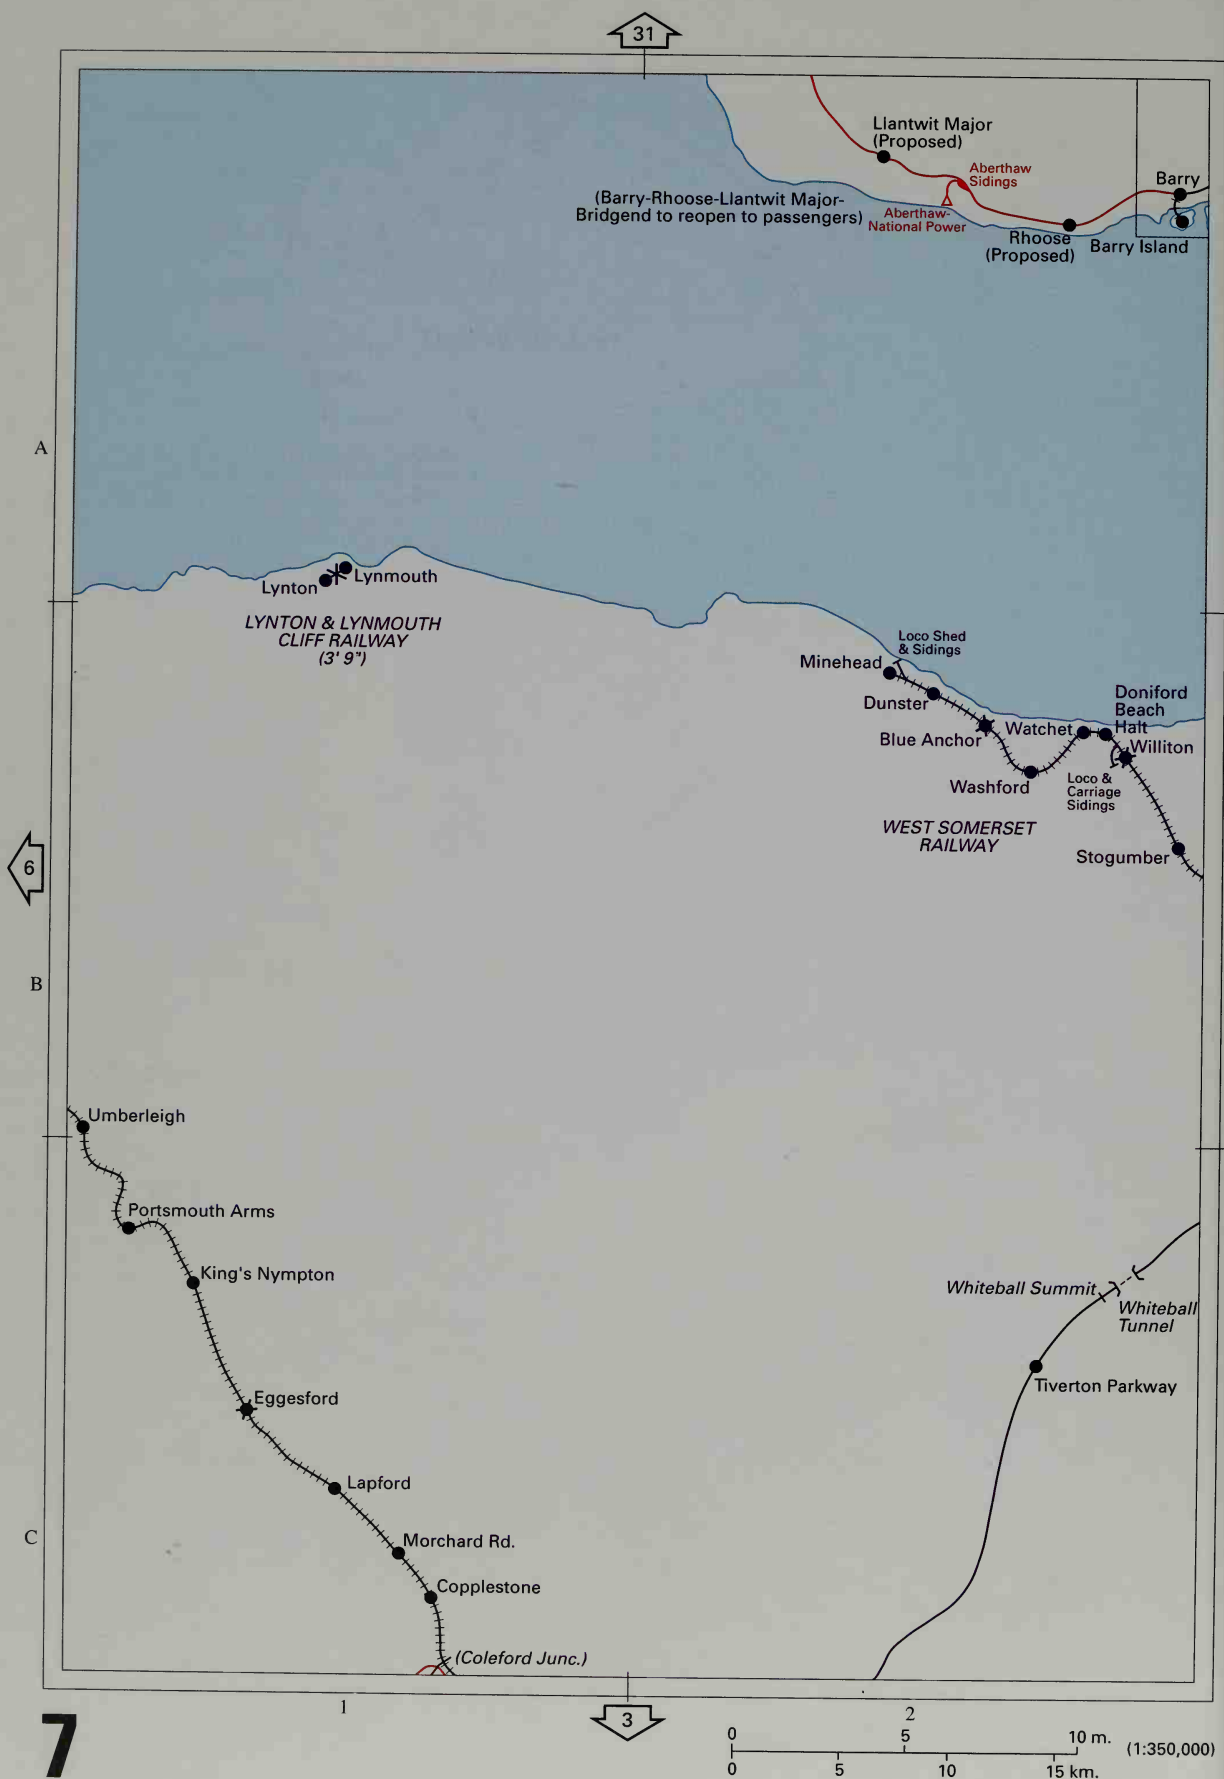 31
Llantwit Major
(Proposed)
Aberthaw
Sidings
Barry
(Barry-Rhoose-Llantwit Major-
Bridgend to reopen to passengers)
Aberthaw-
National Power
Rhoose
(Proposed)
Barry Island
A
Lynton
Lynmouth
LYNTON & LYNMOUTH
CLIFF RAILWAY
(3' 9")
Loco Shed
& Sidings
Minehead
Dunster
Doniford
Beach
Halt
Blue Anchor
Watchet
Williton
Washford
Loco &
Carriage
Sidings
WEST SOMERSET
RAILWAY
Stogumber
6
B
Umberleigh
Portsmouth Arms
King's Nympton
Whiteball Summit
Whiteball
Tunnel
Tiverton Parkway
Eggesford
Lapford
C
Morchard Rd.
Copplestone
(Coleford Junc.)
1
3
2
7
0 5 10 m.
(1:350,000)
0 5 10 15 km.